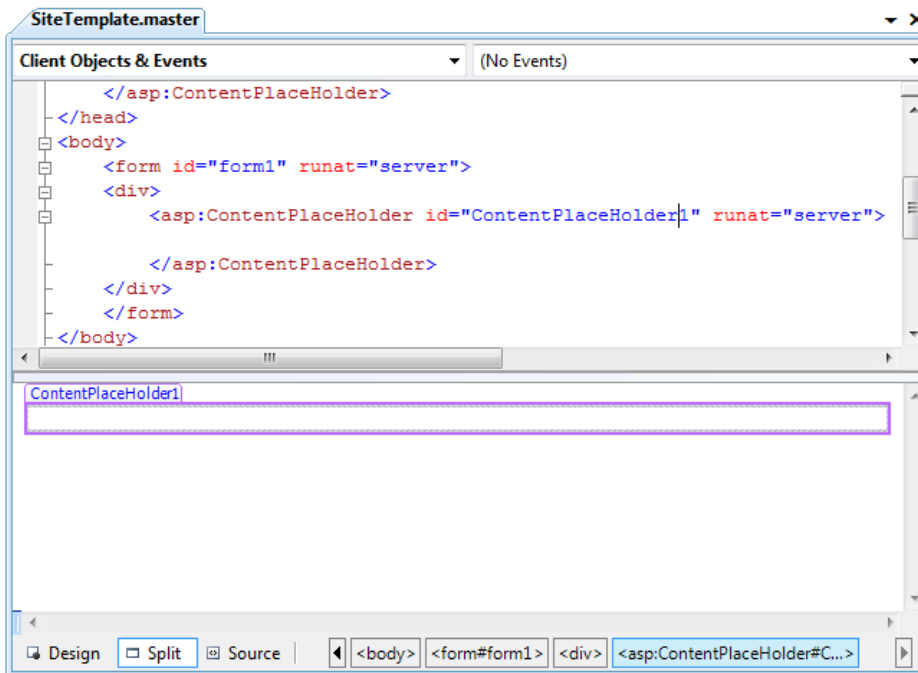 SiteTemplate.master
Client Objects & Events (No Events)
</asp:ContentPlaceHolder>
</head>
<body>
<form id="form1" runat="server">
<div>
<asp:ContentPlaceHolder id="ContentPlaceHolder1" runat="server">
</asp:ContentPlaceHolder>
</div>
</form>
</body>
ContentPlaceHolder1
Design Split Source <body> <form#form1> <div> <asp:ContentPlaceHolder#C...>